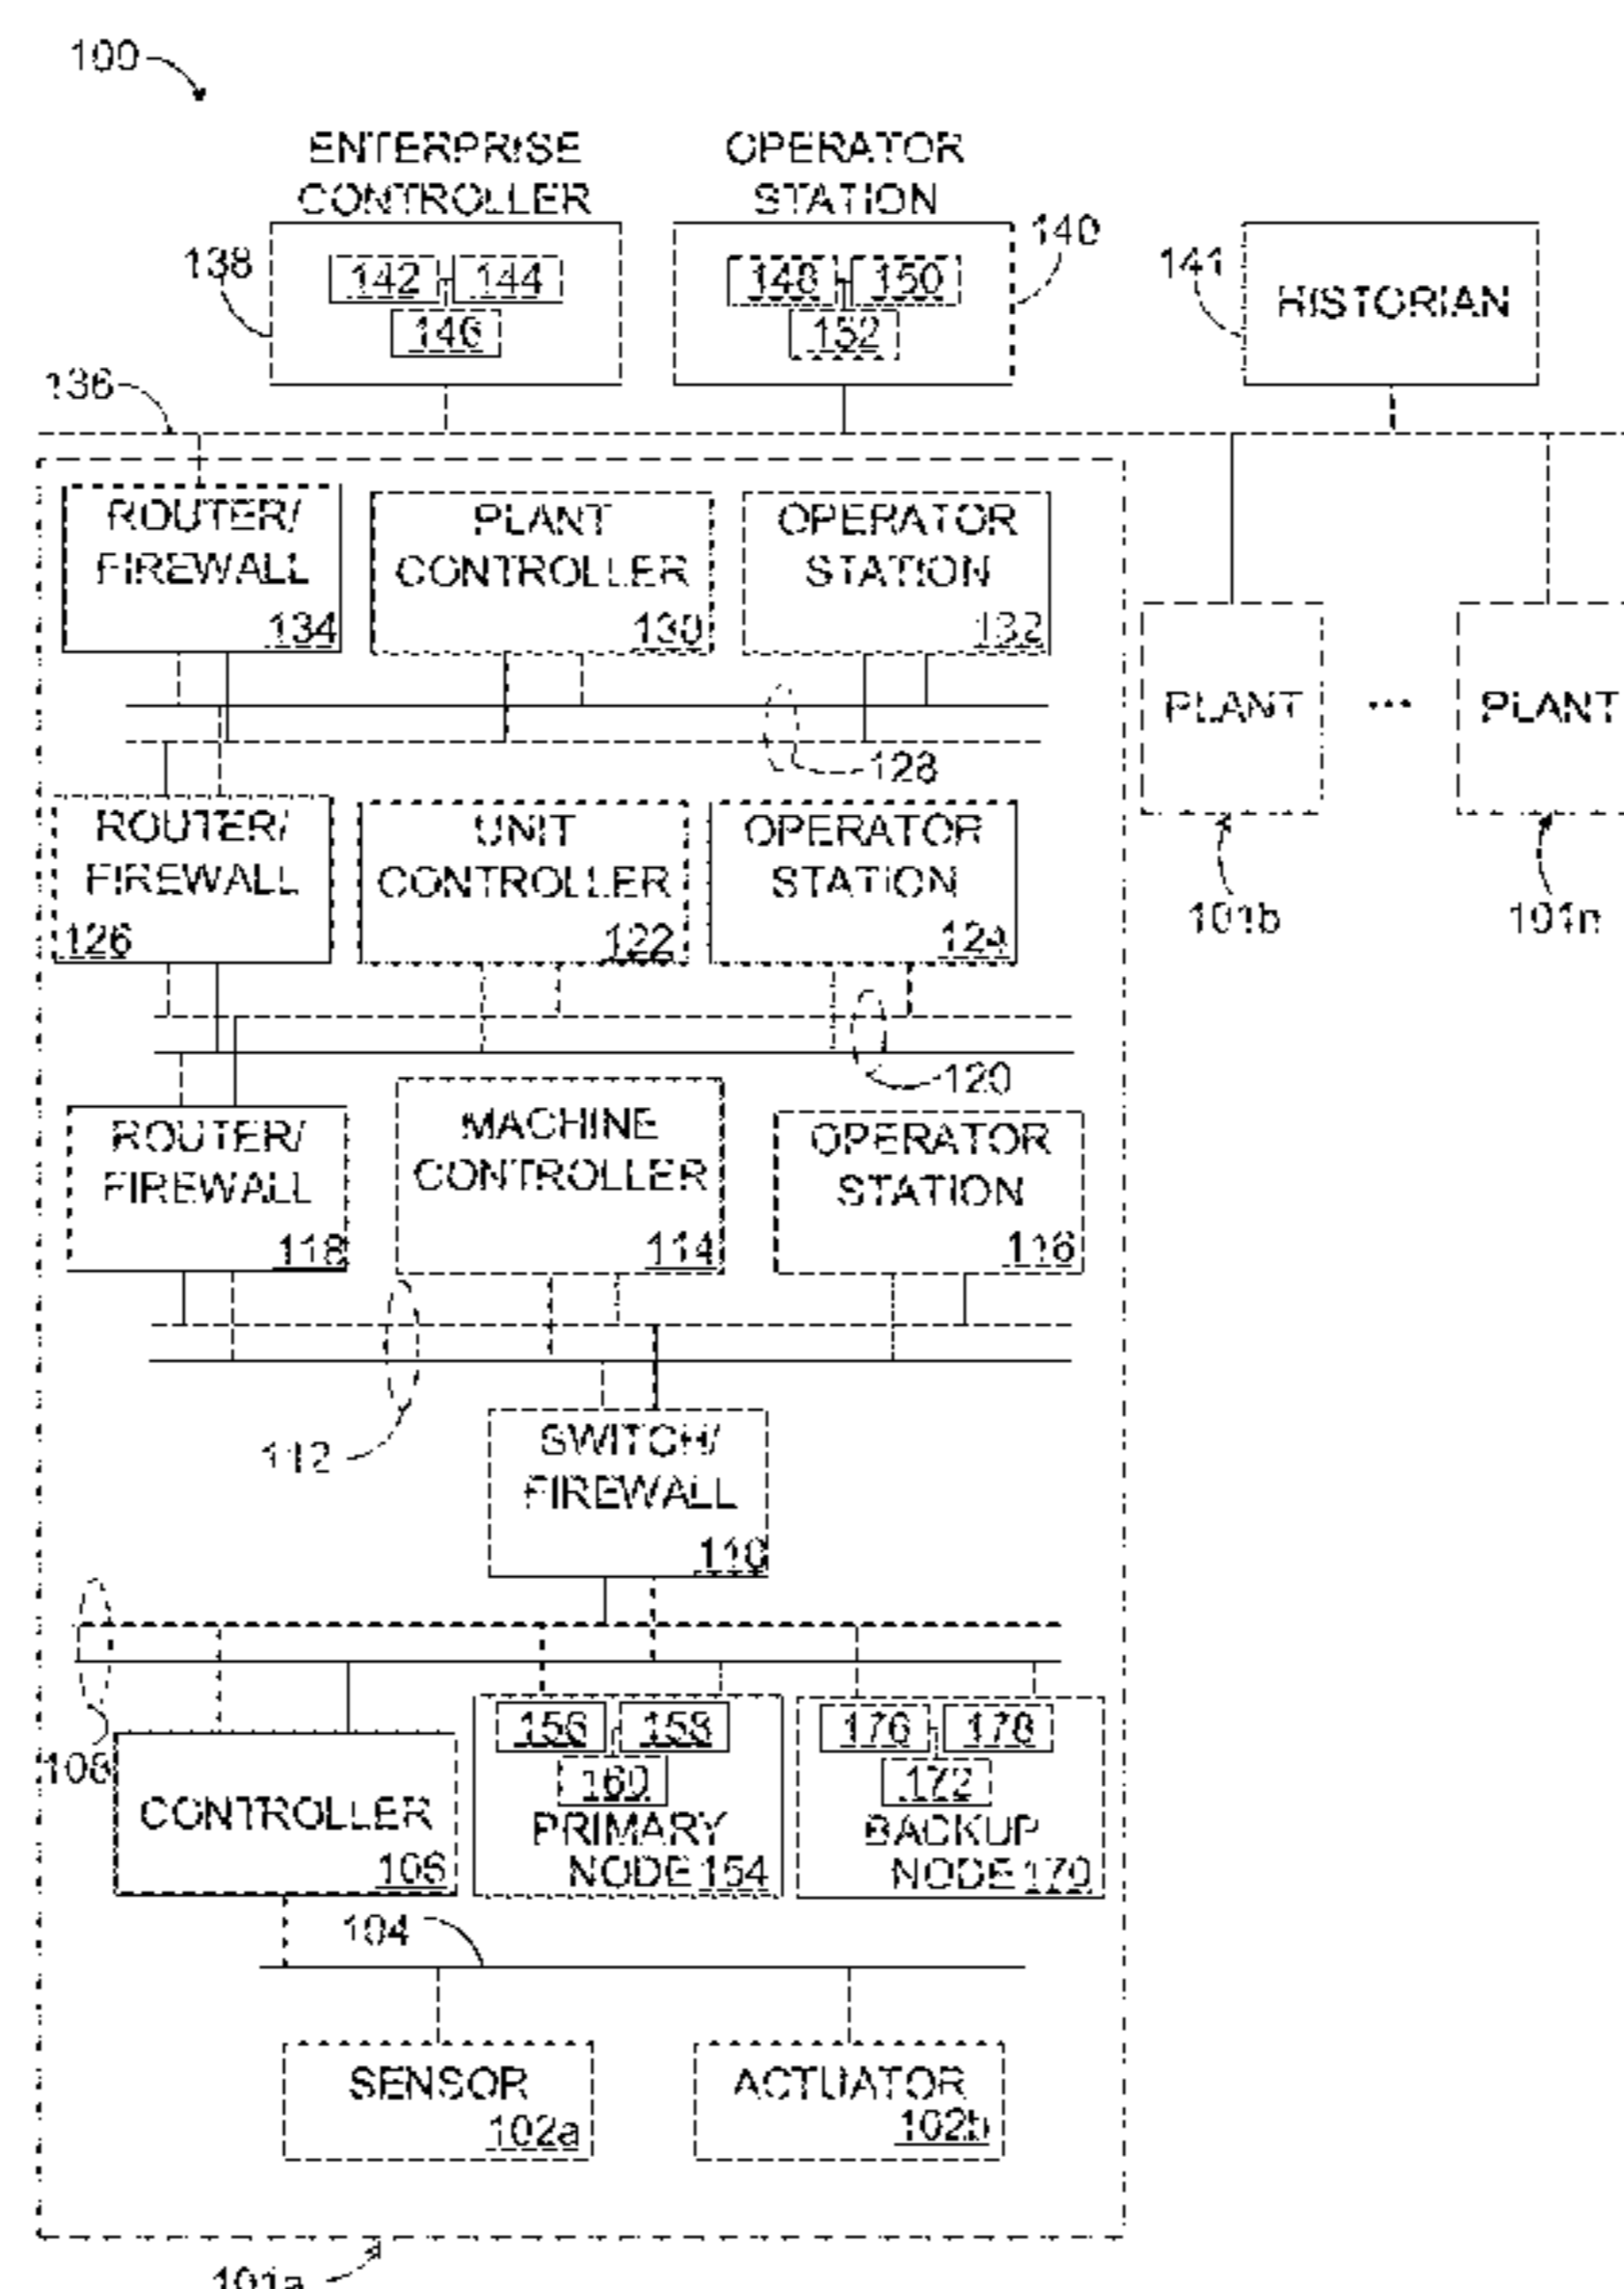 100
ENTERPRISE
CONTROLLER
OPERATOR
STATION
138
142
144
146
148
150
152
140
141
HISTORIAN
136
ROUTER/
FIREWALL
134
PLANT
CONTROLLER
130
OPERATOR
STATION
132
128
PLANT
...
PLANT
101b
101n
ROUTER/
FIREWALL
126
UNIT
CONTROLLER
122
OPERATOR
STATION
124
120
ROUTER/
FIREWALL
118
MACHINE
CONTROLLER
114
OPERATOR
STATION
116
112
SWITCH/
FIREWALL
110
108
CONTROLLER
106
156
158
160
PRIMARY
NODE 154
176
178
172
BACKUP
NODE 170
104
SENSOR
102a
ACTUATOR
102b
101a